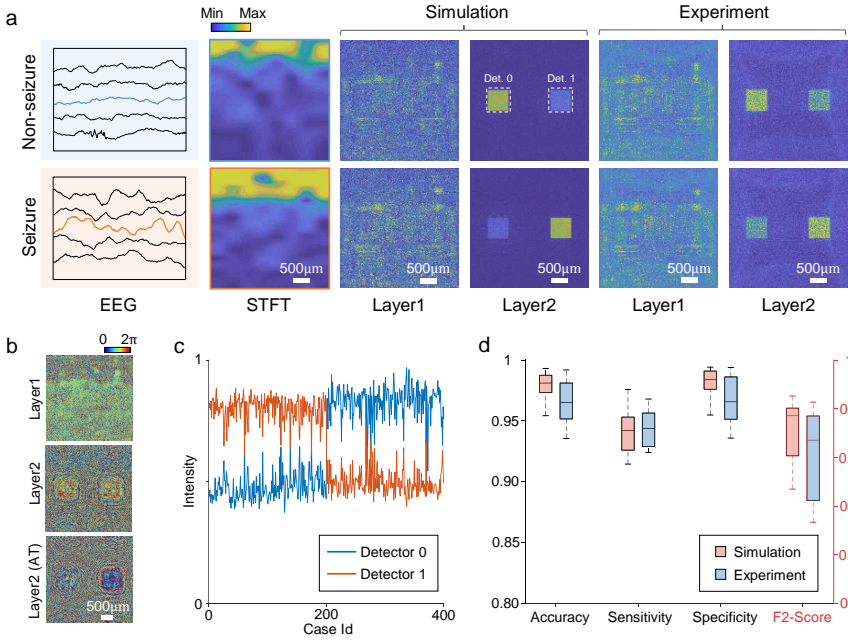 a
Min Max
Simulation
Experiment
Non-seizure
Det. 0
Det. 1
Seizure
500μm
500μm
500μm
500μm
500μm
EEG
STFT
Layer1
Layer2
Layer1
Layer2
b
0 2π
Layer1
Layer2
Layer2 (AT)
500μm
c
1
Intensity
0
0
200
400
Case Id
Detector 0
Detector 1
d
1
0.95
0.90
0.85
0.80
Accuracy
Sensitivity
Specificity
F2-Score
Simulation
Experiment